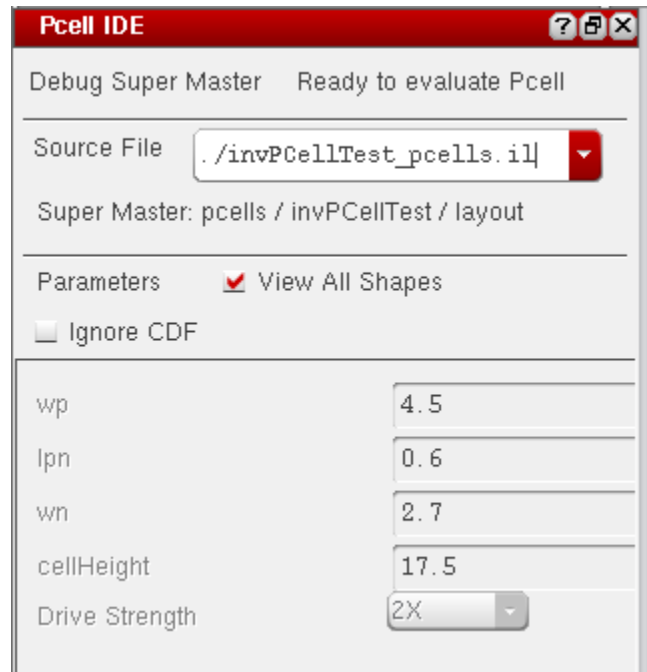 Pcell IDE
Debug Super Master Ready to evaluate Pcell
Source File ./invPCellTest_pcells.il
Super Master: pcells / invPCellTest / layout
Parameters View All Shapes
Ignore CDF
wp 4.5
lpn 0.6
wn 2.7
cellHeight 17.5
Drive Strength 2X